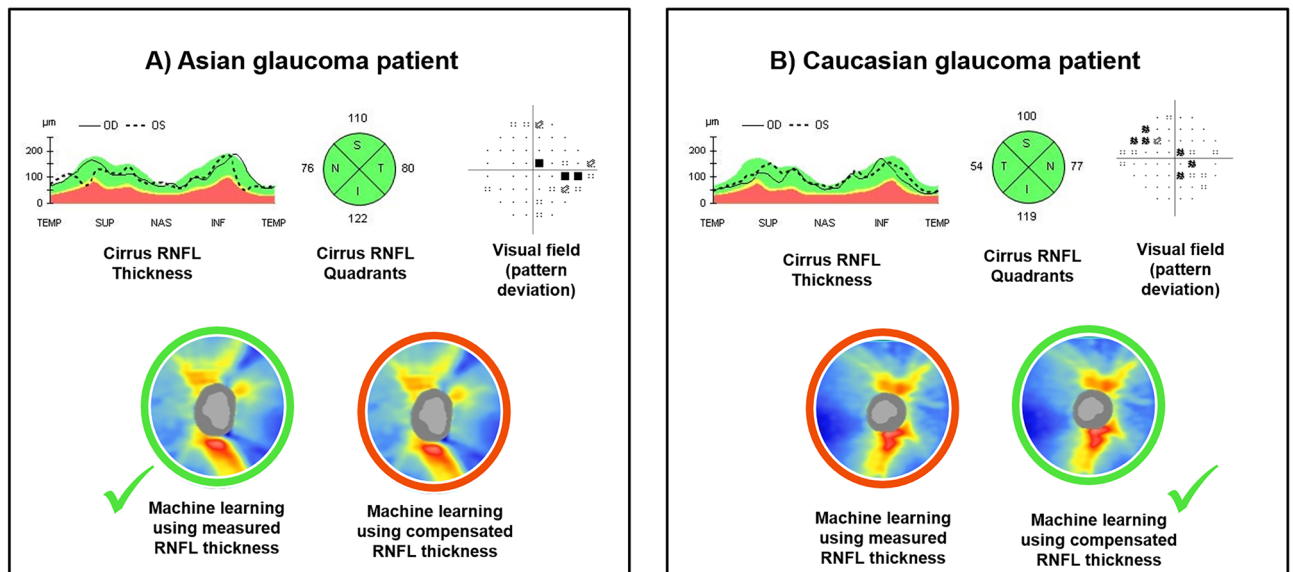 A) Asian glaucoma patient
µm
OD
OS
200
100
0
TEMP
SUP
NAS
INF
TEMP
Cirrus RNFL
Thickness
110
S
76
N
T
80
I
122
Cirrus RNFL
Quadrants
Visual field
(pattern
deviation)
Machine learning
using measured
RNFL thickness
Machine learning
using compensated
RNFL thickness
B) Caucasian glaucoma patient
µm
OD
OS
200
100
0
TEMP
SUP
NAS
INF
TEMP
Cirrus RNFL
Thickness
100
S
54
T
N
77
I
119
Cirrus RNFL
Quadrants
Visual field
(pattern
deviation)
Machine learning
using measured
RNFL thickness
Machine learning
using compensated
RNFL thickness